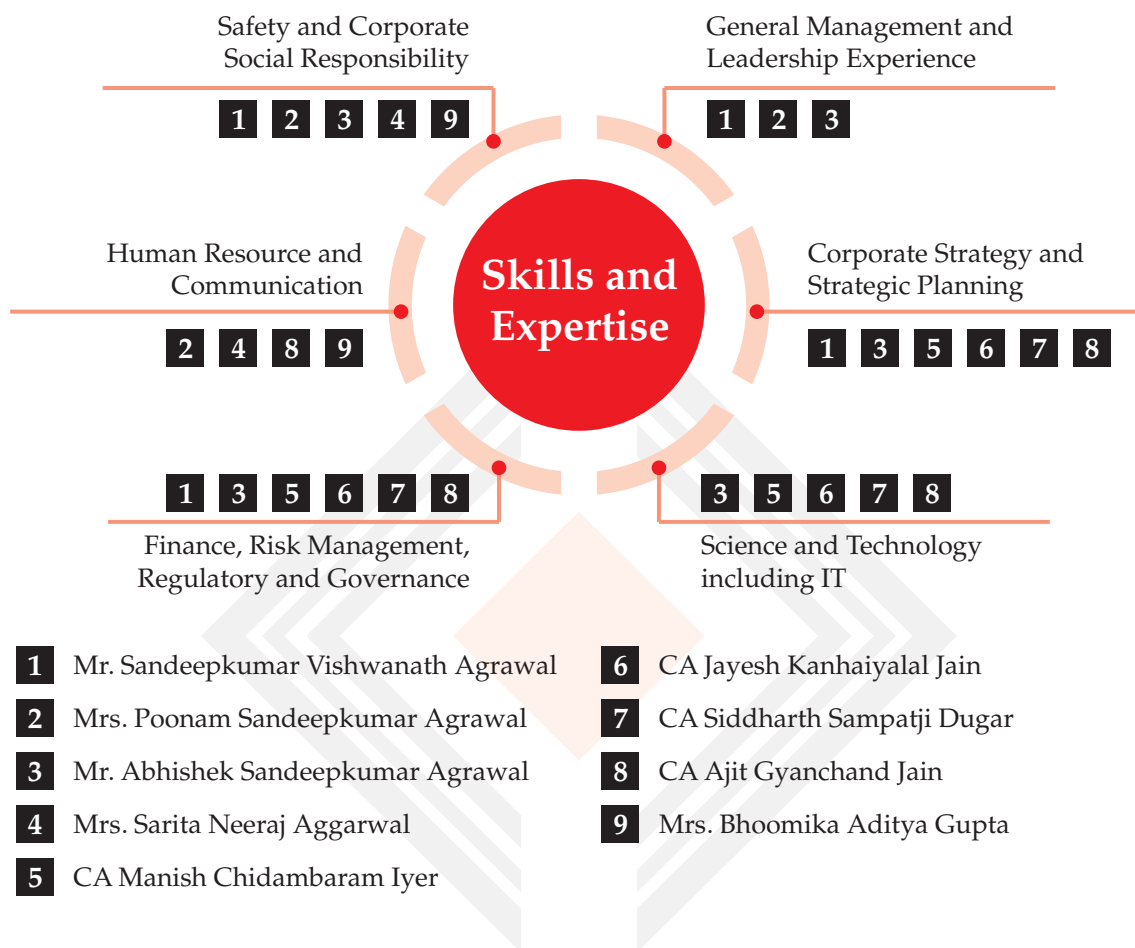 Safety and Corporate
Social Responsibility
1 2 3 4 9
General Management and
Leadership Experience
1 2 3
Human Resource and
Communication
2 4 8 9
Skills and
Expertise
Corporate Strategy and
Strategic Planning
1 3 5 6 7 8
1 3 5 6 7 8
Finance, Risk Management,
Regulatory and Governance
3 5 6 7 8
Science and Technology
including IT
1 Mr. Sandeepkumar Vishwanath Agrawal
2 Mrs. Poonam Sandeepkumar Agrawal
3 Mr. Abhishek Sandeepkumar Agrawal
4 Mrs. Sarita Neeraj Aggarwal
5 CA Manish Chidambaram Iyer
6 CA Jayesh Kanhaiyalal Jain
7 CA Siddharth Sampatji Dugar
8 CA Ajit Gyanchand Jain
9 Mrs. Bhoomika Aditya Gupta